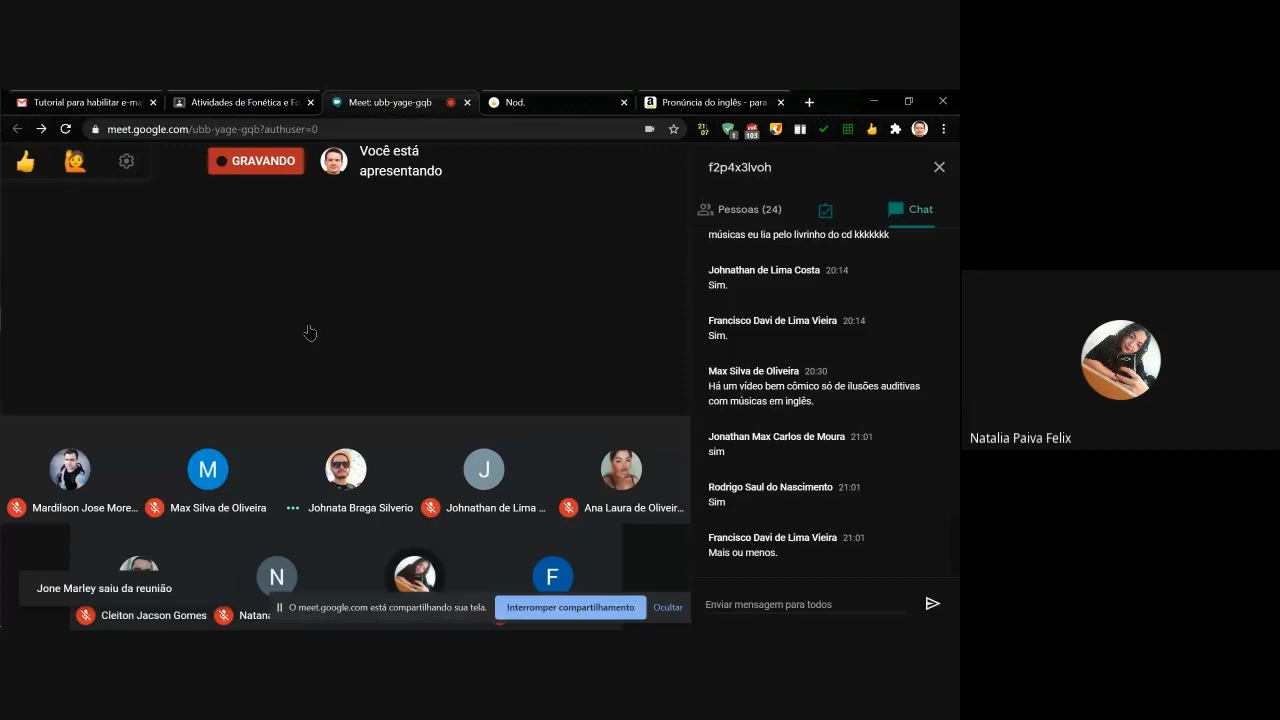 Tutorial para habilitar e-ma
Atividades de Fonética e Fo
Meet: ubb-yage-gqb
Nod.
Pronúncia do inglês - para
meet.google.com/ubb-yage-gqb?authuser=0
21
07
1
103
GRAVANDO
Você está
apresentando
f2p4x3lvoh
Pessoas (24)
Chat
músicas eu lia pelo livrinho do cd kkkkkkk
Johnathan de Lima Costa 20:14
Sim.
Francisco Davi de Lima Vieira 20:14
Sim.
Max Silva de Oliveira 20:30
Há um vídeo bem cômico só de ilusões auditivas
com músicas em inglês.
Jonathan Max Carlos de Moura 21:01
sim
Rodrigo Saul do Nascimento 21:01
Sim
Francisco Davi de Lima Vieira 21:01
Mais ou menos.
Enviar mensagem para todos
M
J
Mardilson Jose More...
Max Silva de Oliveira
Johnata Braga Silverio
Johnathan de Lima ...
Ana Laura de Oliveir...
N
F
Jone Marley saiu da reunião
Cleiton Jacson Gomes
Natana
O meet.google.com está compartilhando sua tela.
Interromper compartilhamento
Ocultar
Natalia Paiva Felix